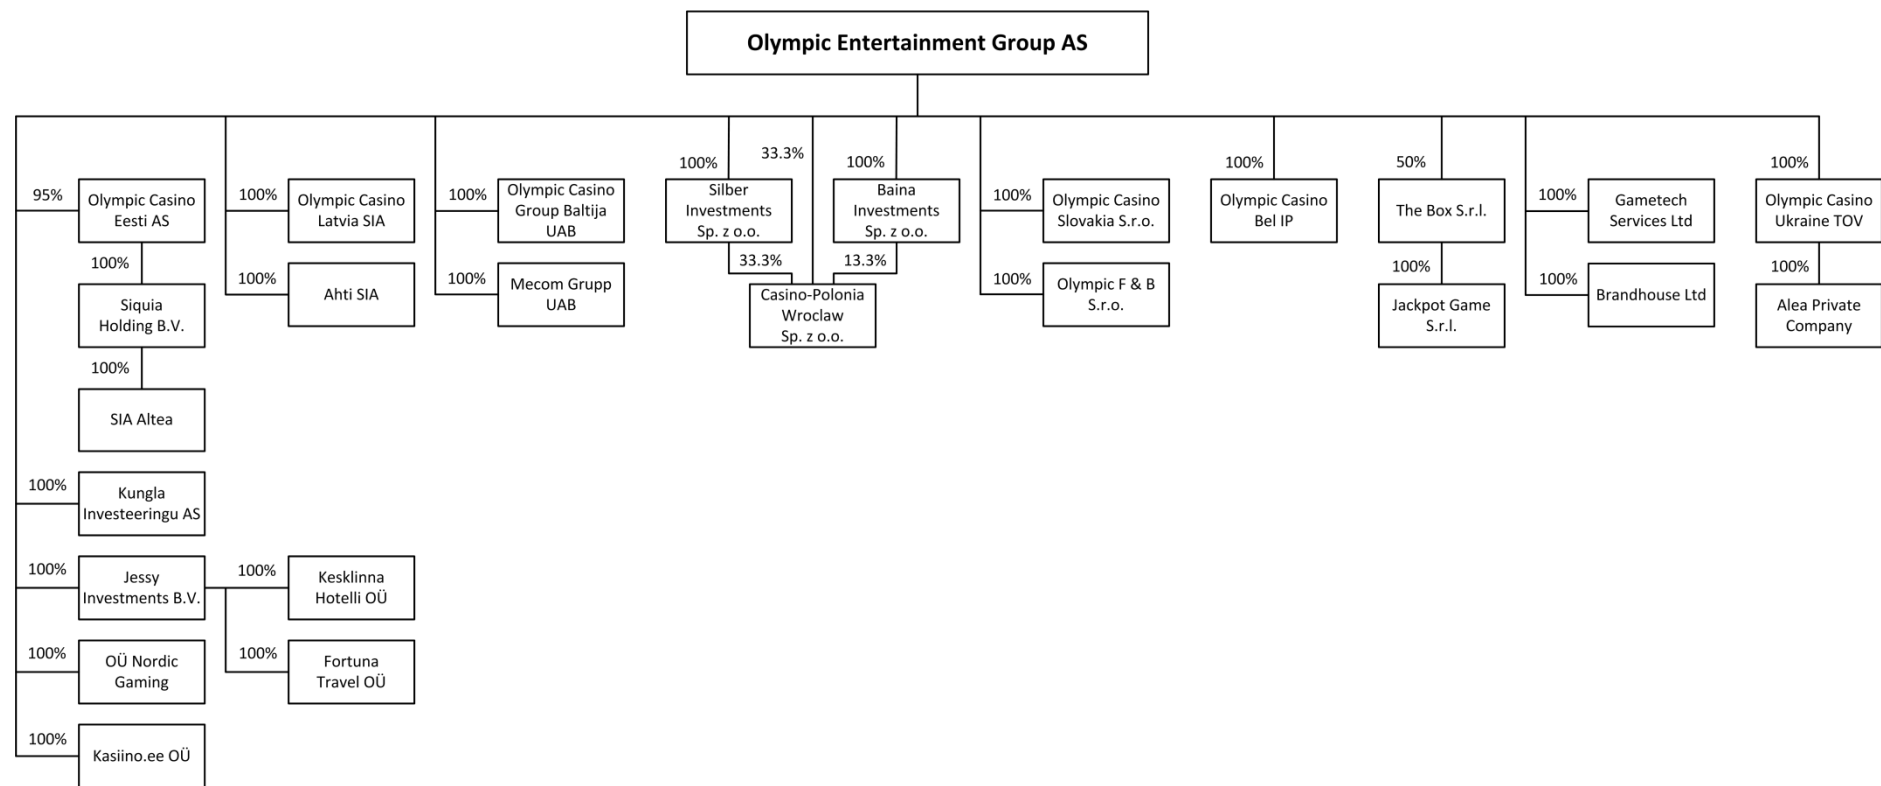 Olympic Entertainment Group AS
95%
Olympic Casino
Eesti AS
100%
Siquia
Holding B.V.
100%
SIA Altea
100%
Kungla
Investeeringu AS
100%
Jessy
Investments B.V.
100%
Kesklinna
Hotelli OÜ
100%
Fortuna
Travel OÜ
100%
OÜ Nordic
Gaming
100%
Kasiino.ee OÜ
100%
Olympic Casino
Latvia SIA
100%
Ahti SIA
100%
Olympic Casino
Group Baltija
UAB
100%
Mecom Grupp
UAB
100%
Silber
Investments
Sp. z o.o.
33.3%
33.3%
100%
Baina
Investments
Sp. z o.o.
13.3%
Casino-Polonia
Wroclaw
Sp. z o.o.
100%
Olympic Casino
Slovakia S.r.o.
100%
Olympic F & B
S.r.o.
100%
Olympic Casino
Bel IP
50%
The Box S.r.l.
100%
Jackpot Game
S.r.l.
100%
Gametech
Services Ltd
100%
Brandhouse Ltd
100%
Olympic Casino
Ukraine TOV
100%
Alea Private
Company